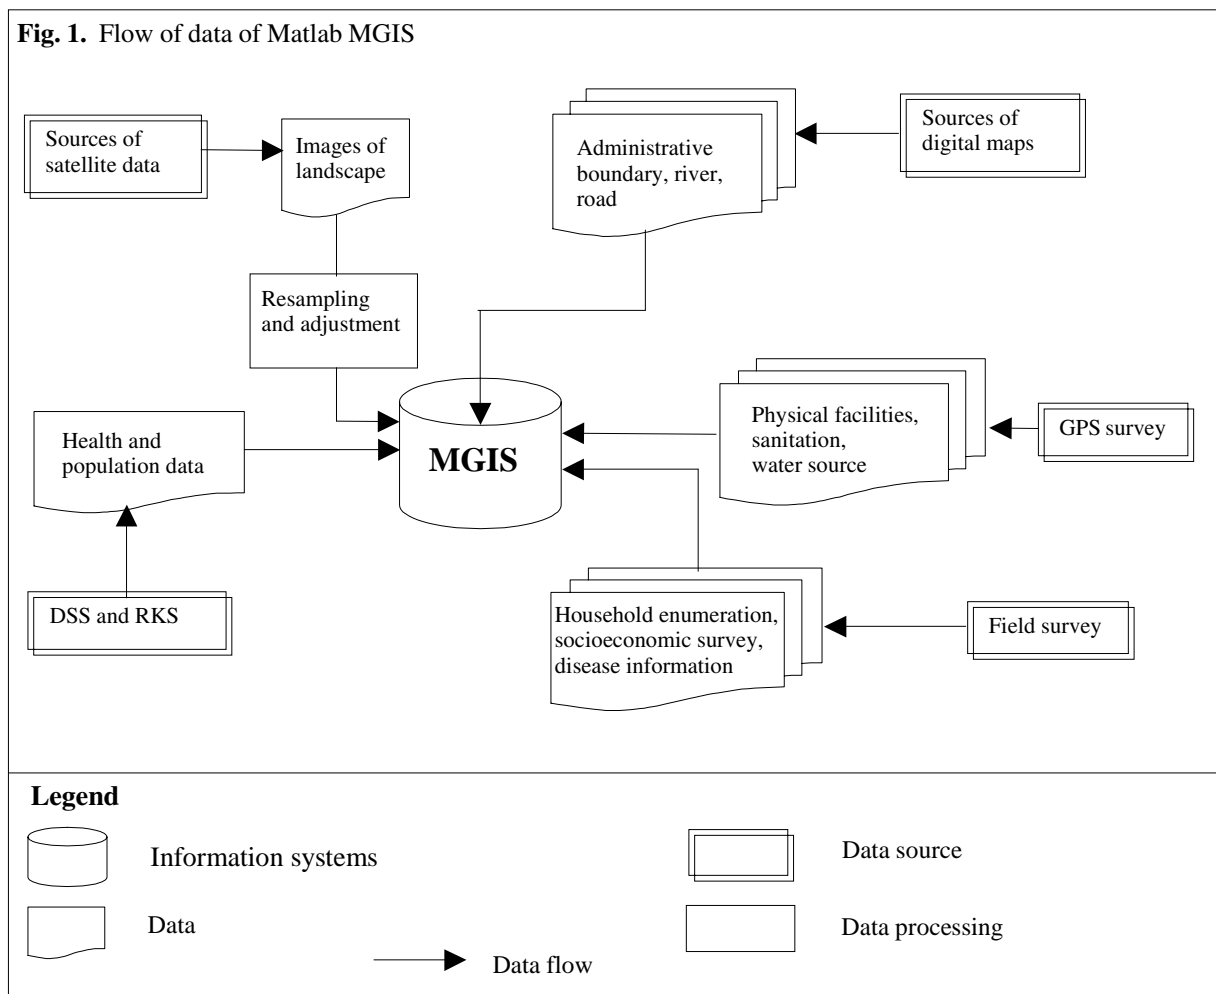 Fig. 1. Flow of data of Matlab MGIS
Sources of
satellite data
Images of
landscape
Administrative
boundary, river,
road
Sources of
digital maps
Resampling
and adjustment
Health and
population data
MGIS
Physical facilities,
sanitation,
water source
GPS survey
DSS and RKS
Household enumeration,
socioeconomic survey,
disease information
Field survey
Legend
Information systems
Data source
Data
Data processing
Data flow